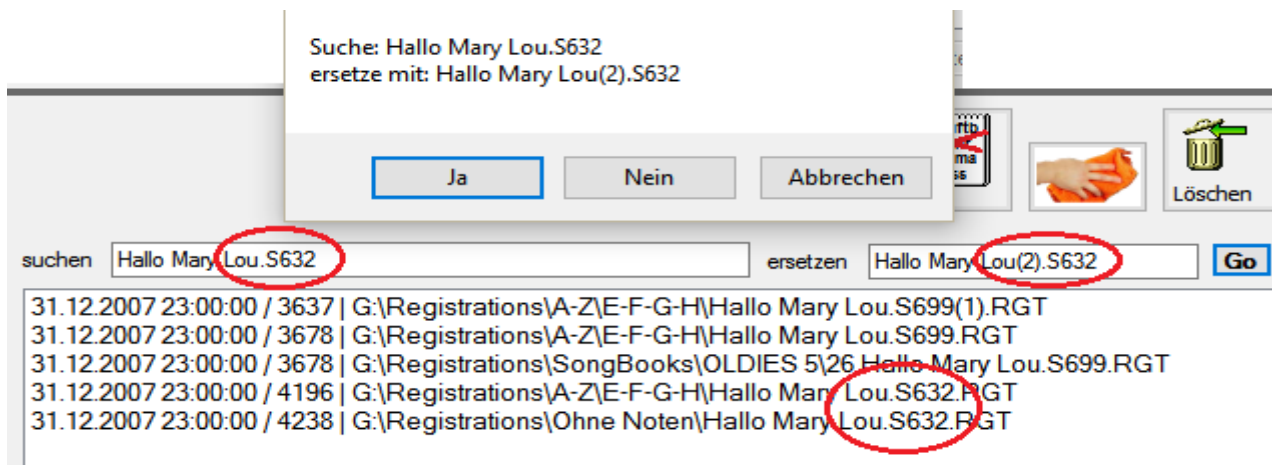 Suche: Hallo Mary Lou.S632
ersetze mit: Hallo Mary Lou(2).S632
Ja Nein Abbrechen
Löschen
suchen Hallo Mary Lou.S632 ersetzen Hallo Mary Lou(2).S632 Go
31.12.2007 23:00:00 / 3637 | G:\Registrations\A-Z\E-F-G-H\Hallo Mary Lou.S699(1).RGT
31.12.2007 23:00:00 / 3678 | G:\Registrations\A-Z\E-F-G-H\Hallo Mary Lou.S699.RGT
31.12.2007 23:00:00 / 3678 | G:\Registrations\SongBooks\OLDIES 5\26 Hallo Mary Lou.S699.RGT
31.12.2007 23:00:00 / 4196 | G:\Registrations\A-Z\E-F-G-H\Hallo Mary Lou.S632.RGT
31.12.2007 23:00:00 / 4238 | G:\Registrations\Ohne Noten\Hallo Mary Lou.S632.RGT